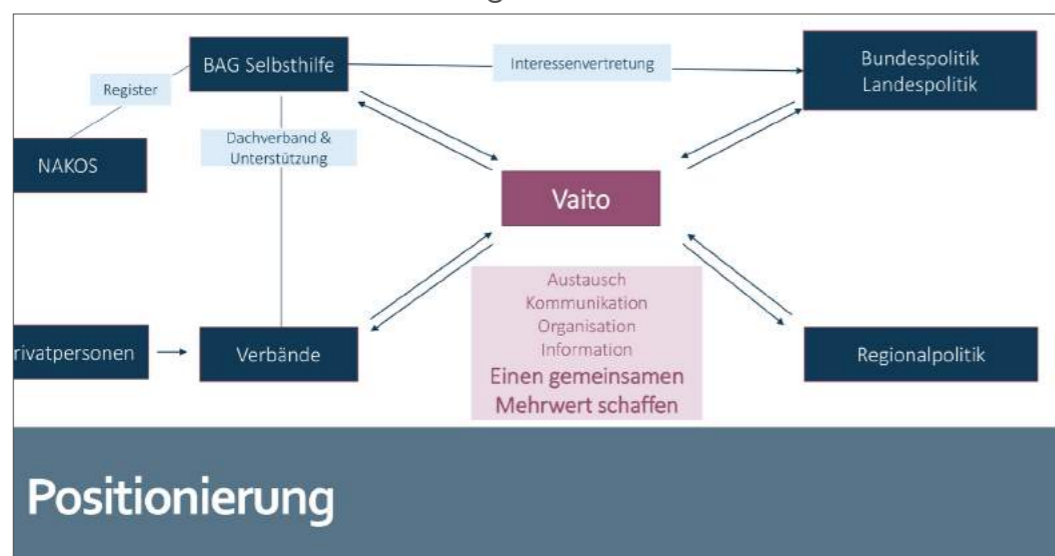 BAG Selbsthilfe
Interessenvertretung
Bundespolitik
Landespolitik
Register
Dachverband &
Unterstützung
NAKOS
Vaito
Austausch
Kommunikation
Organisation
Information
Einen gemeinsamen
Mehrwert schaffen
rivatpersonen
Verbände
Regionalpolitik
Positionierung